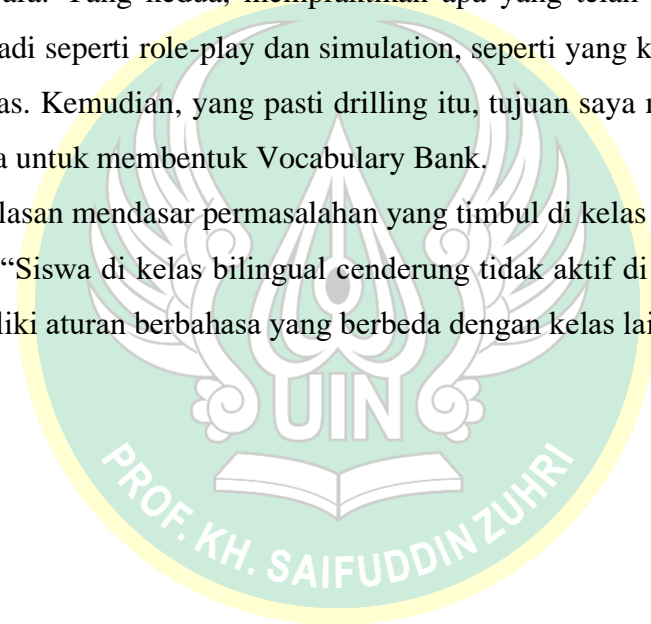 ara. Yang kedua, mempraktikan apa yang telah
adi seperti role-play dan simulation, seperti yang k
as. Kemudian, yang pasti drilling itu, tujuan saya
a untuk membentuk Vocabulary Bank.
lasan mendasar permasalahan yang timbul di kelas
“Siswa di kelas bilingual cenderung tidak aktif di
liki aturan berbahasa yang berbeda dengan kelas lai
UIN
PROF. KH. SAIFUDDIN ZUHRI